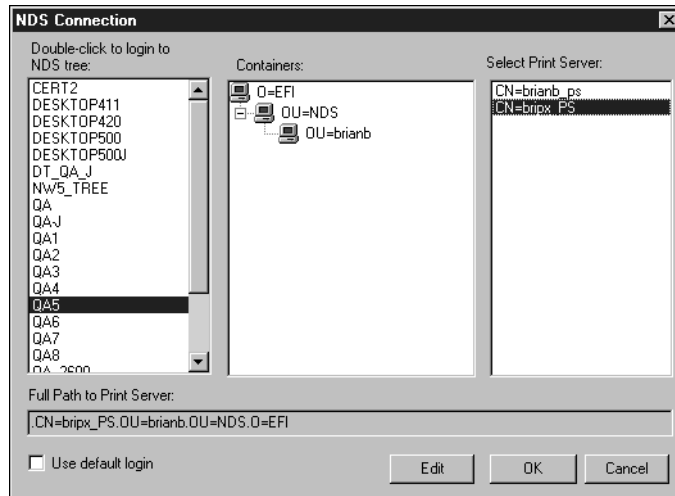 NDS Connection
Double-click to login to
NDS tree:
Containers:
Select Print Server:
CERT2
DESKTOP411
DESKTOP420
DESKTOP500
DESKTOP500J
DT_QA_J
NW5_TREE
QA
QA-J
QA1
QA2
QA3
QA4
QA5
QA6
QA7
QA8
QA_2600
O=EFI
OU=NDS
OU=brianb
CN=brianb_ps
CN=bripx_PS
Full Path to Print Server:
.CN=bripx_PS.OU=brianb.OU=NDS.O=EFI
Use default login
Edit
OK
Cancel